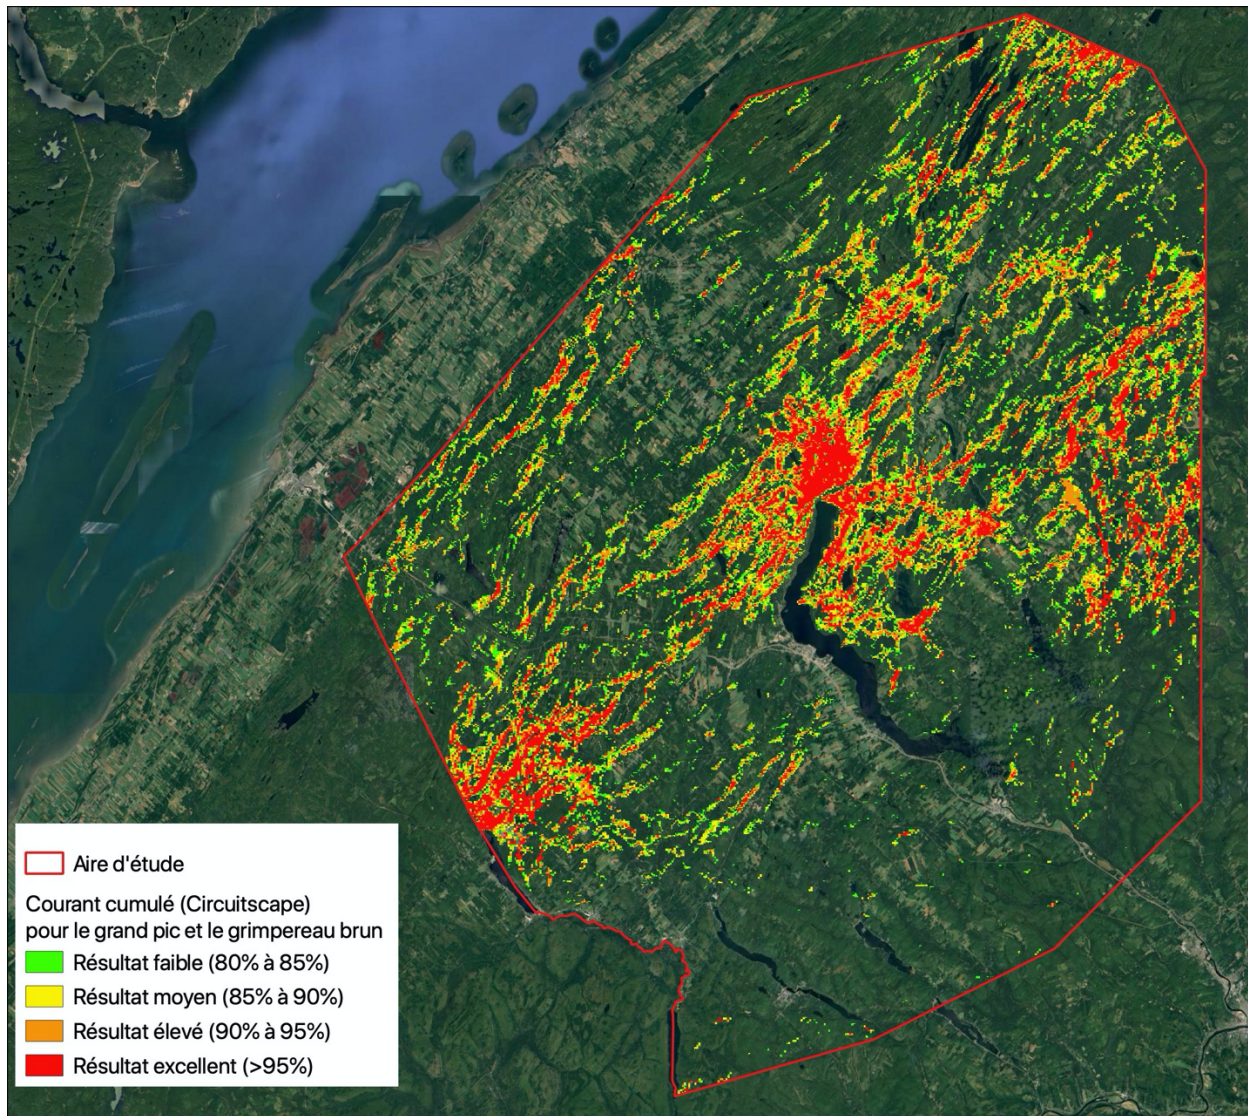 Aire d'étude
Courant cumulé (Circuitscape)
pour le grand pic et le grimpereau brun
Résultat faible (80% à 85%)
Résultat moyen (85% à 90%)
Résultat élevé (90% à 95%)
Résultat excellent (>95%)